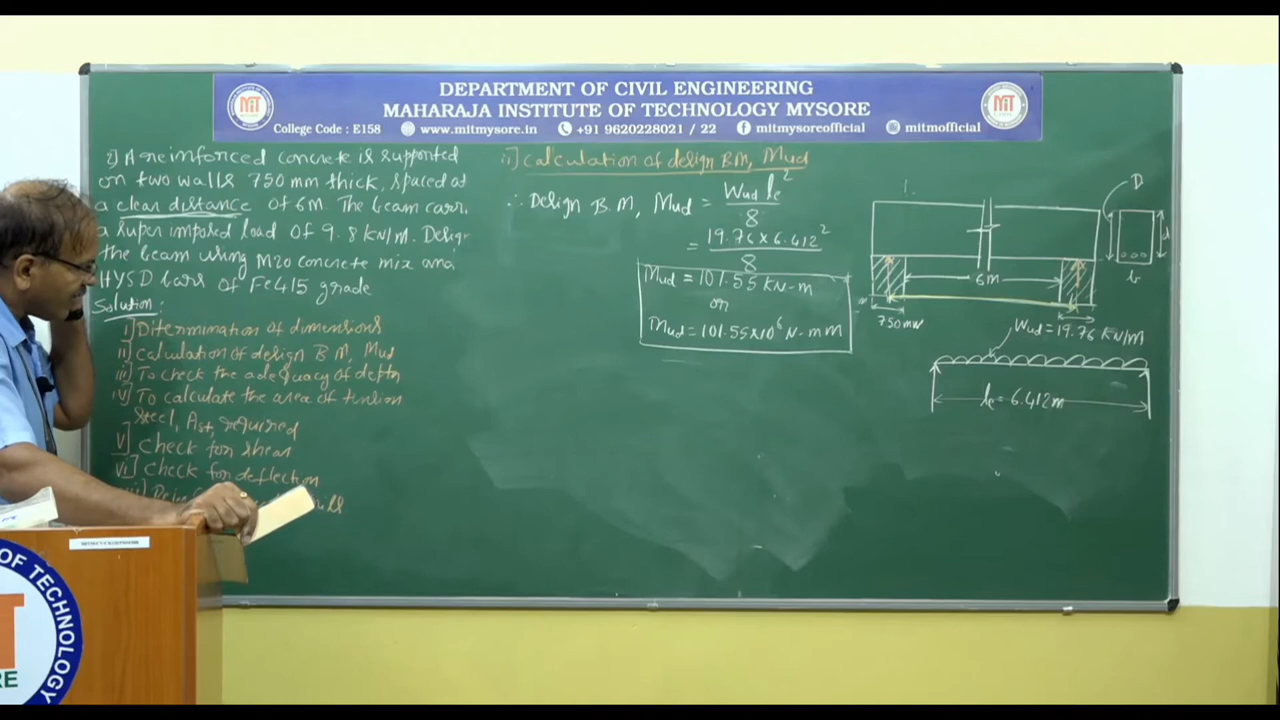 DEPARTMENT OF CIVIL ENGINEERING
MAHARAJA INSTITUTE OF TECHNOLOGY MYSORE
College Code : E158 www.mitmysore.in +91 9620228021 / 22 mitmysoreofficial mitmofficial
MIT
MIT
2) A reinforced concrete is supported
on two walls 750 mm thick, spaced at
a clear distance of 6M The beam carr
a super imposed load of 9.8 KN/M. Desig
the beam using M20 concrete mix and
HYSD bars of Fe415 grade
Solution :
i] Ditermination of dimensions
ii] calculation of design B M, Mud
iii] To check the adequacy of depth
iv] To calculate the area of tension
steel, Ast, required
V] check for shear
vi] check for deflection
ii] Calculation of design BM, Mud
∴ Design B.M, Mud = Wud le²
8
= 19.76 x 6.412²
8
Mud = 101.55 KN-m
or
Mud = 101.55x10⁶ N-mm
D
d
b
6m
750mm
Wud = 19.76 KN/M
le = 6.412m
OF TECHNOLOGY